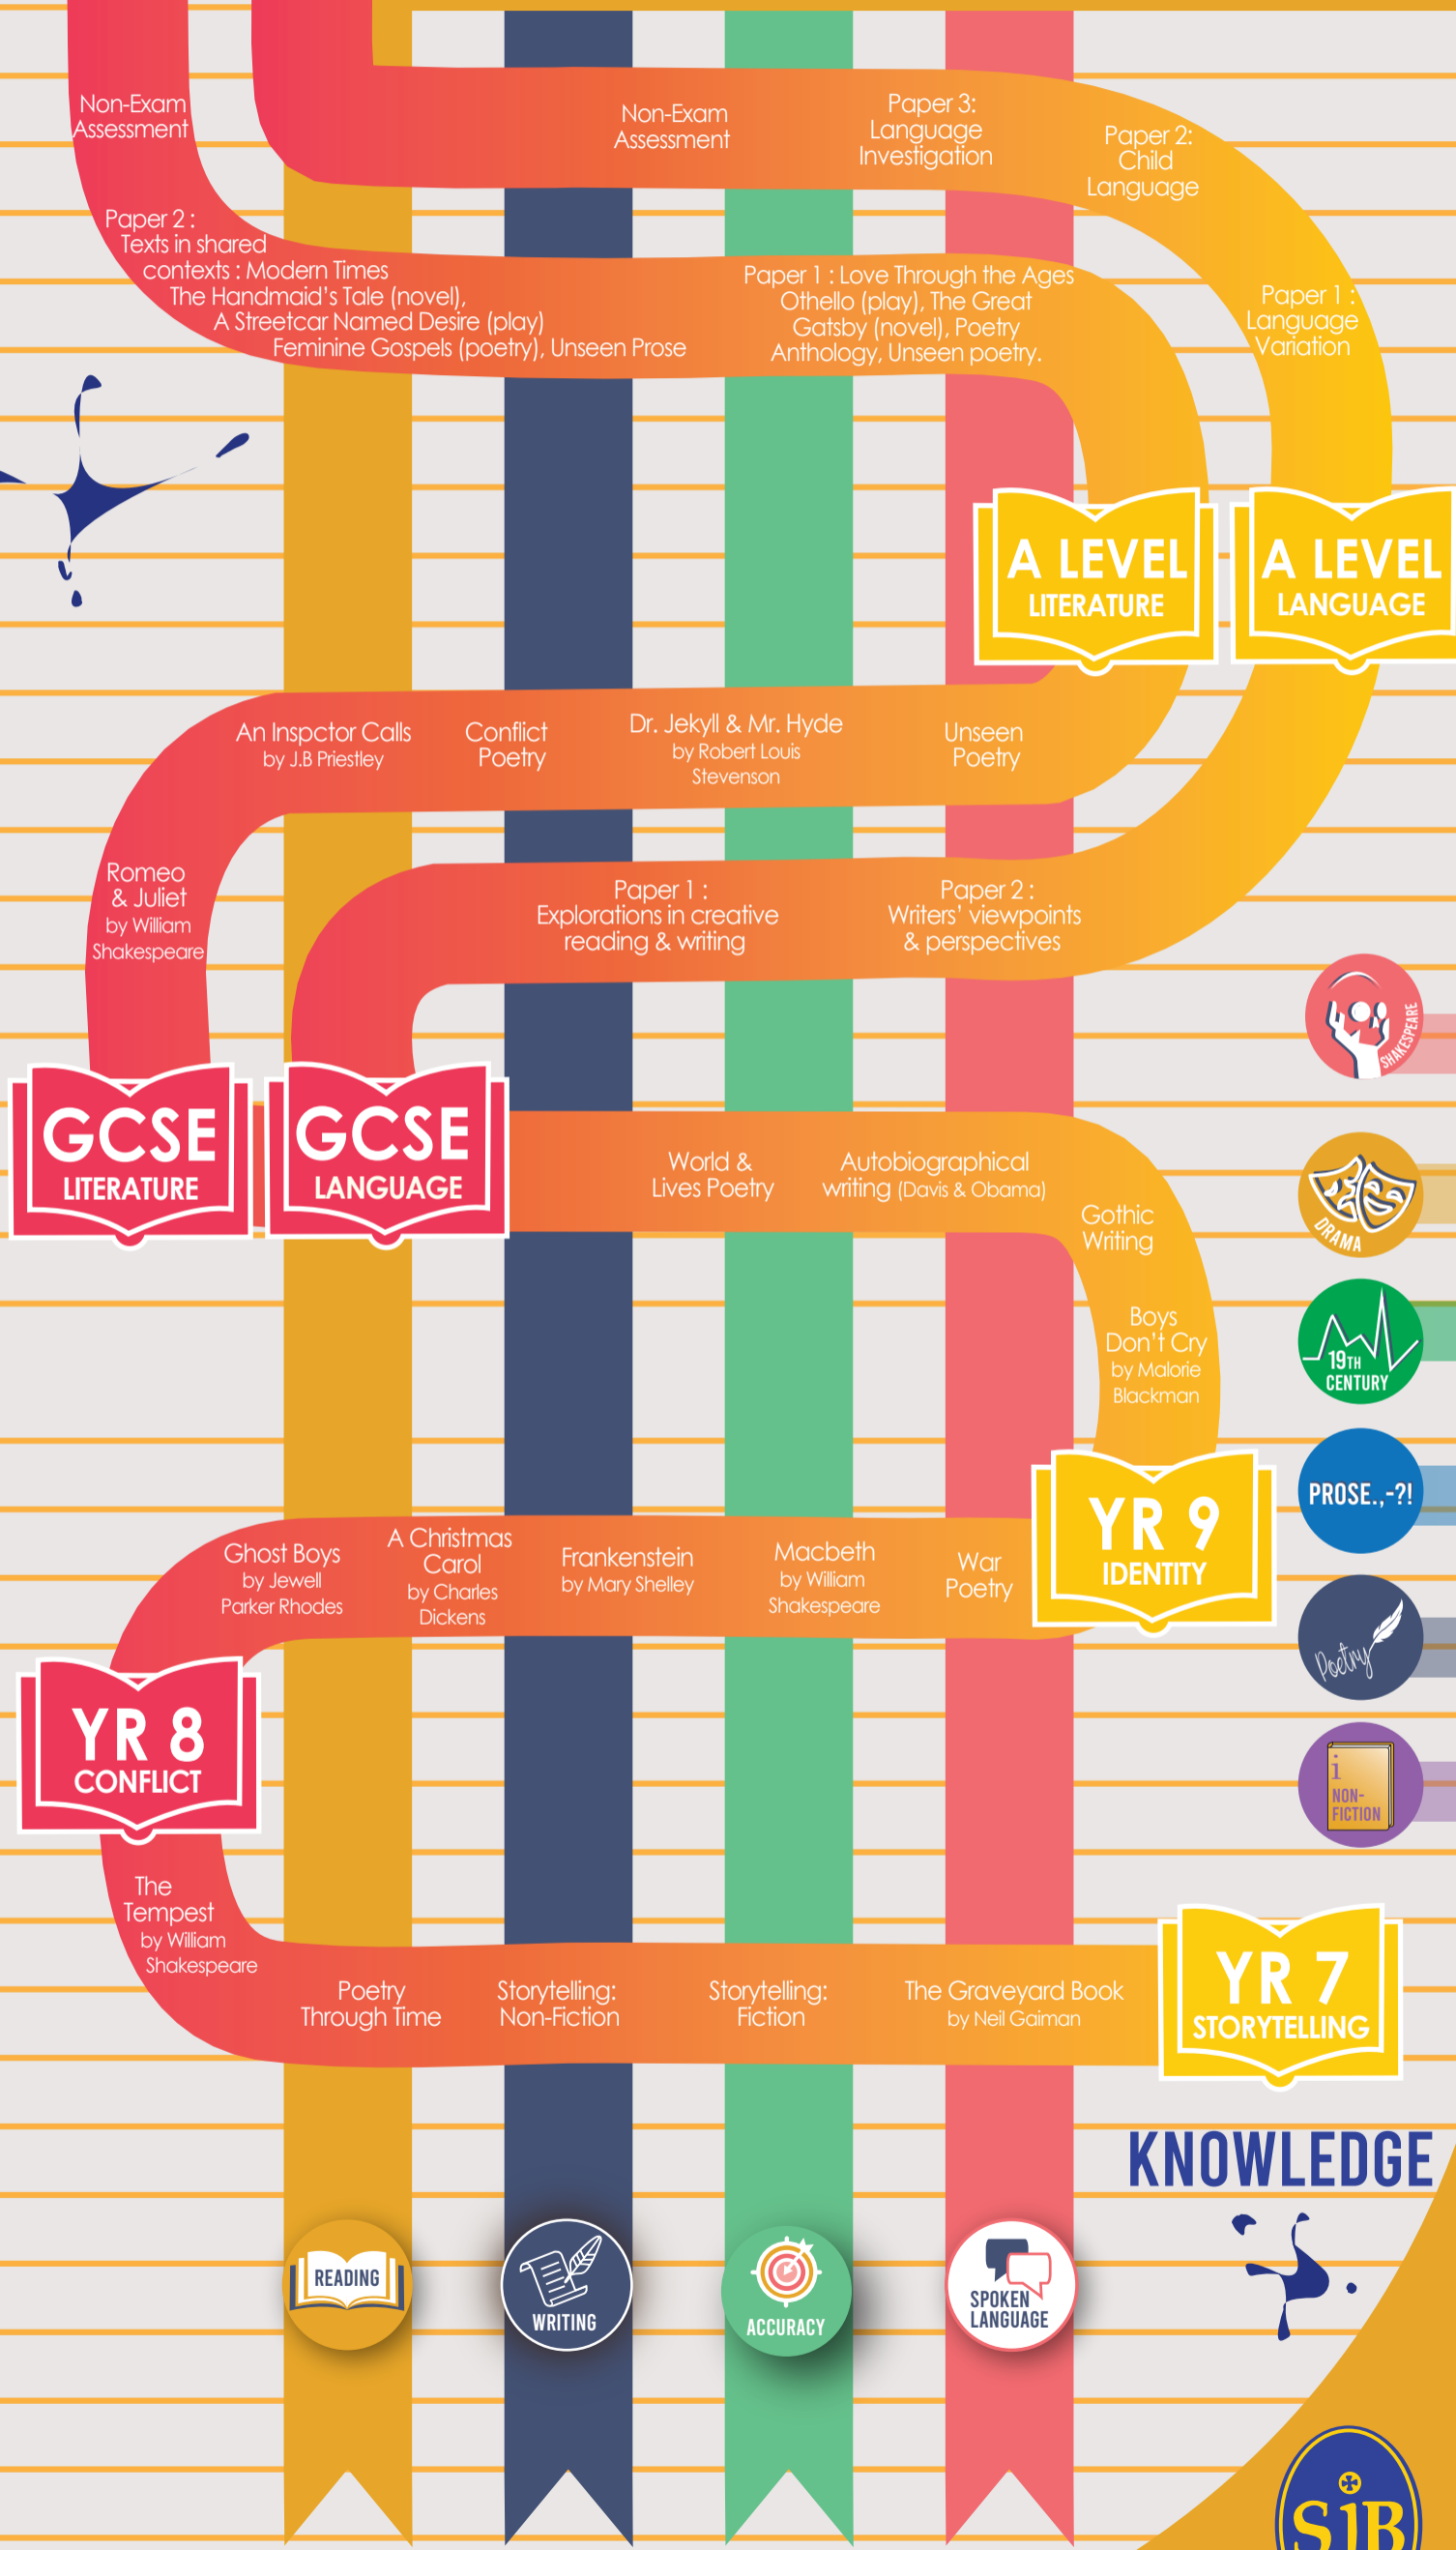 Non-Exam
Assessment
Non-Exam
Assessment
Paper 3:
Language
Investigation
Paper 2:
Child
Language
Paper 1 :
Language
Variation
Paper 2 :
Texts in shared
contexts : Modern Times
The Handmaid's Tale (novel),
A Streetcar Named Desire (play)
Feminine Gospels (poetry), Unseen Prose
Paper 1 : Love Through the Ages
Othello (play), The Great
Gatsby (novel), Poetry
Anthology, Unseen poetry.
A LEVEL
LITERATURE
A LEVEL
LANGUAGE
An Inspctor Calls
by J.B Priestley
Conflict
Poetry
Dr. Jekyll & Mr. Hyde
by Robert Louis
Stevenson
Unseen
Poetry
Romeo
& Juliet
by William
Shakespeare
Paper 1 :
Explorations in creative
reading & writing
Paper 2 :
Writers' viewpoints
& perspectives
SHAKESPEARE
GCSE
LITERATURE
GCSE
LANGUAGE
World &
Lives Poetry
Autobiographical
writing (Davis & Obama)
Gothic
Writing
DRAMA
Boys
Don't Cry
by Malorie
Blackman
19TH
CENTURY
PROSE.,-?!
YR 9
IDENTITY
Ghost Boys
by Jewell
Parker Rhodes
A Christmas
Carol
by Charles
Dickens
Frankenstein
by Mary Shelley
Macbeth
by William
Shakespeare
War
Poetry
Poetry
YR 8
CONFLICT
i
NON-
FICTION
The
Tempest
by William
Shakespeare
Poetry
Through Time
Storytelling:
Non-Fiction
Storytelling:
Fiction
The Graveyard Book
by Neil Gaiman
YR 7
STORYTELLING
KNOWLEDGE
READING
WRITING
ACCURACY
SPOKEN
LANGUAGE
SJB